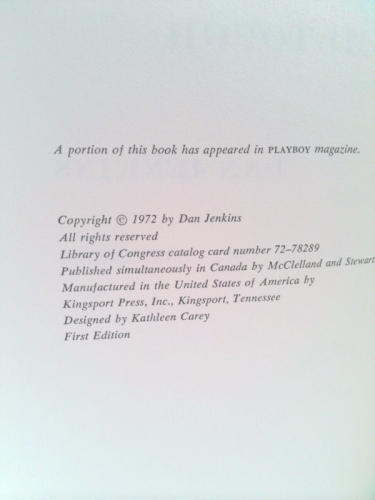 A portion of this book has appeared in PLAYBOY magazine.
Copyright © 1972 by Dan Jenkins
All rights reserved
Library of Congress catalog card number 72-78289
Published simultaneously in Canada by McClelland and Stewart
Manufactured in the United States of America by
Kingsport Press, Inc., Kingsport, Tennessee
Designed by Kathleen Carey
First Edition